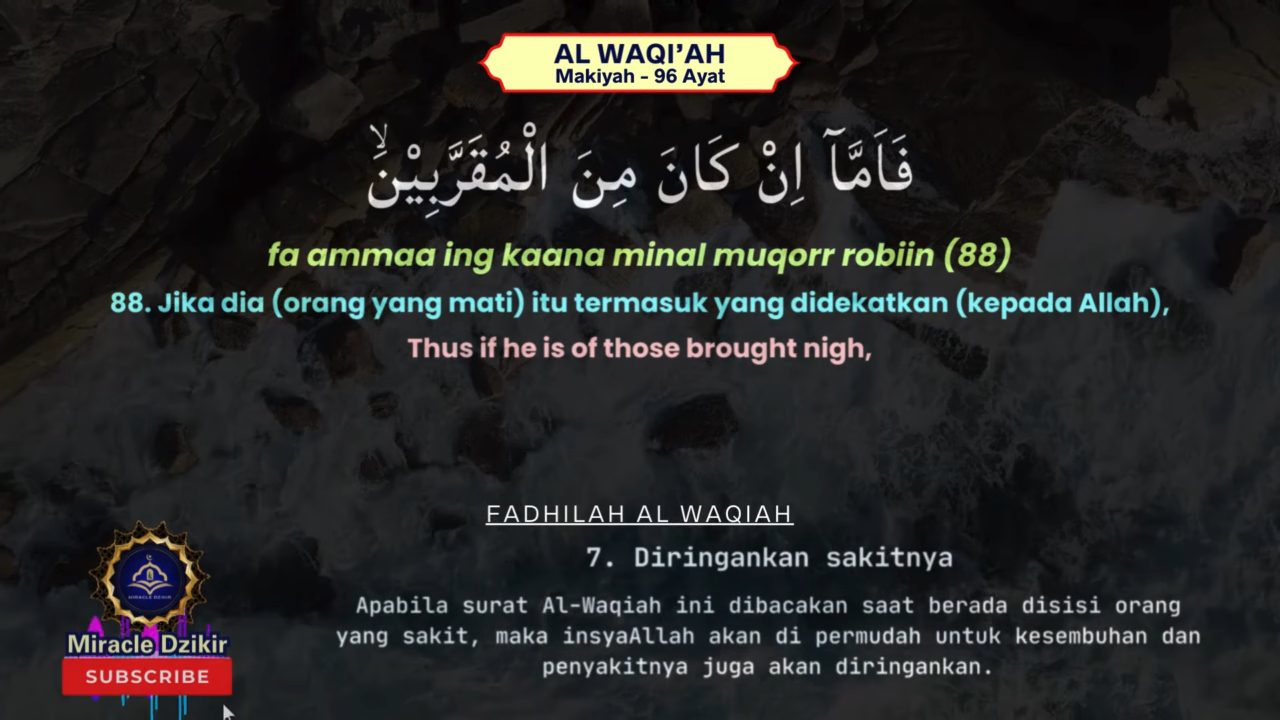 AL WAQI’AH
Makiyah - 96 Ayat
فَاَمَّآ اِنْ كَانَ مِنَ الْمُقَرَّبِيْنَۙ
fa ammaa ing kaana minal muqorr robiin (88)
88. Jika dia (orang yang mati) itu termasuk yang didekatkan (kepada Allah),
Thus if he is of those brought nigh,
FADHILAH AL WAQIAH
7. Diringankan sakitnya
Apabila surat Al-Waqiah ini dibacakan saat berada disisi orang
yang sakit, maka insyaAllah akan di permudah untuk kesembuhan dan
penyakitnya juga akan diringankan.
MIRACLE DZIKIR
Miracle Dzikir
SUBSCRIBE